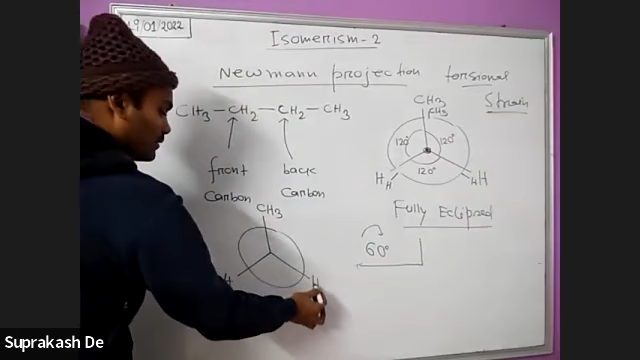 19/01/2022
Isomerism-2
Newmann projection torsional
Strain
CH3 - CH2 - CH2 - CH3
front back
Carbon Carbon
CH3
CH3
120° 120°
120°
H H H H
Fully Eclipsed
60°
CH3
H H
Suprakash De